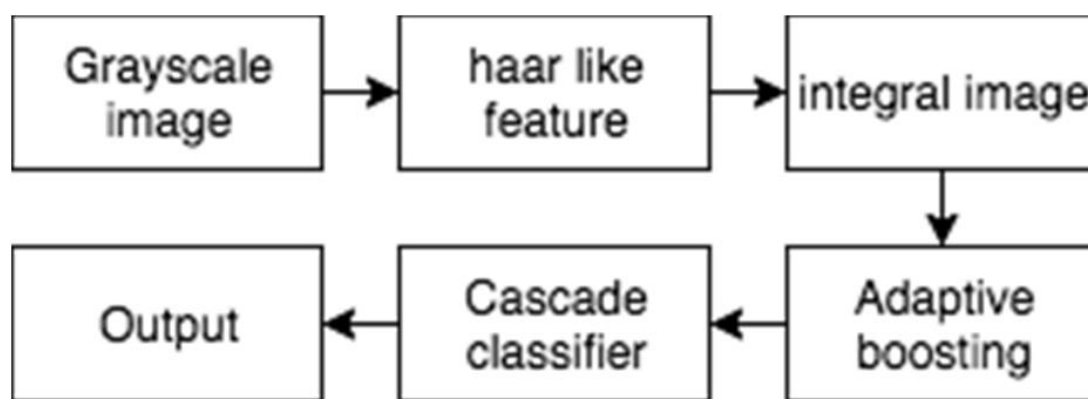 Grayscale
image
haar like
feature
integral image
Adaptive
boosting
Cascade
classifier
Output